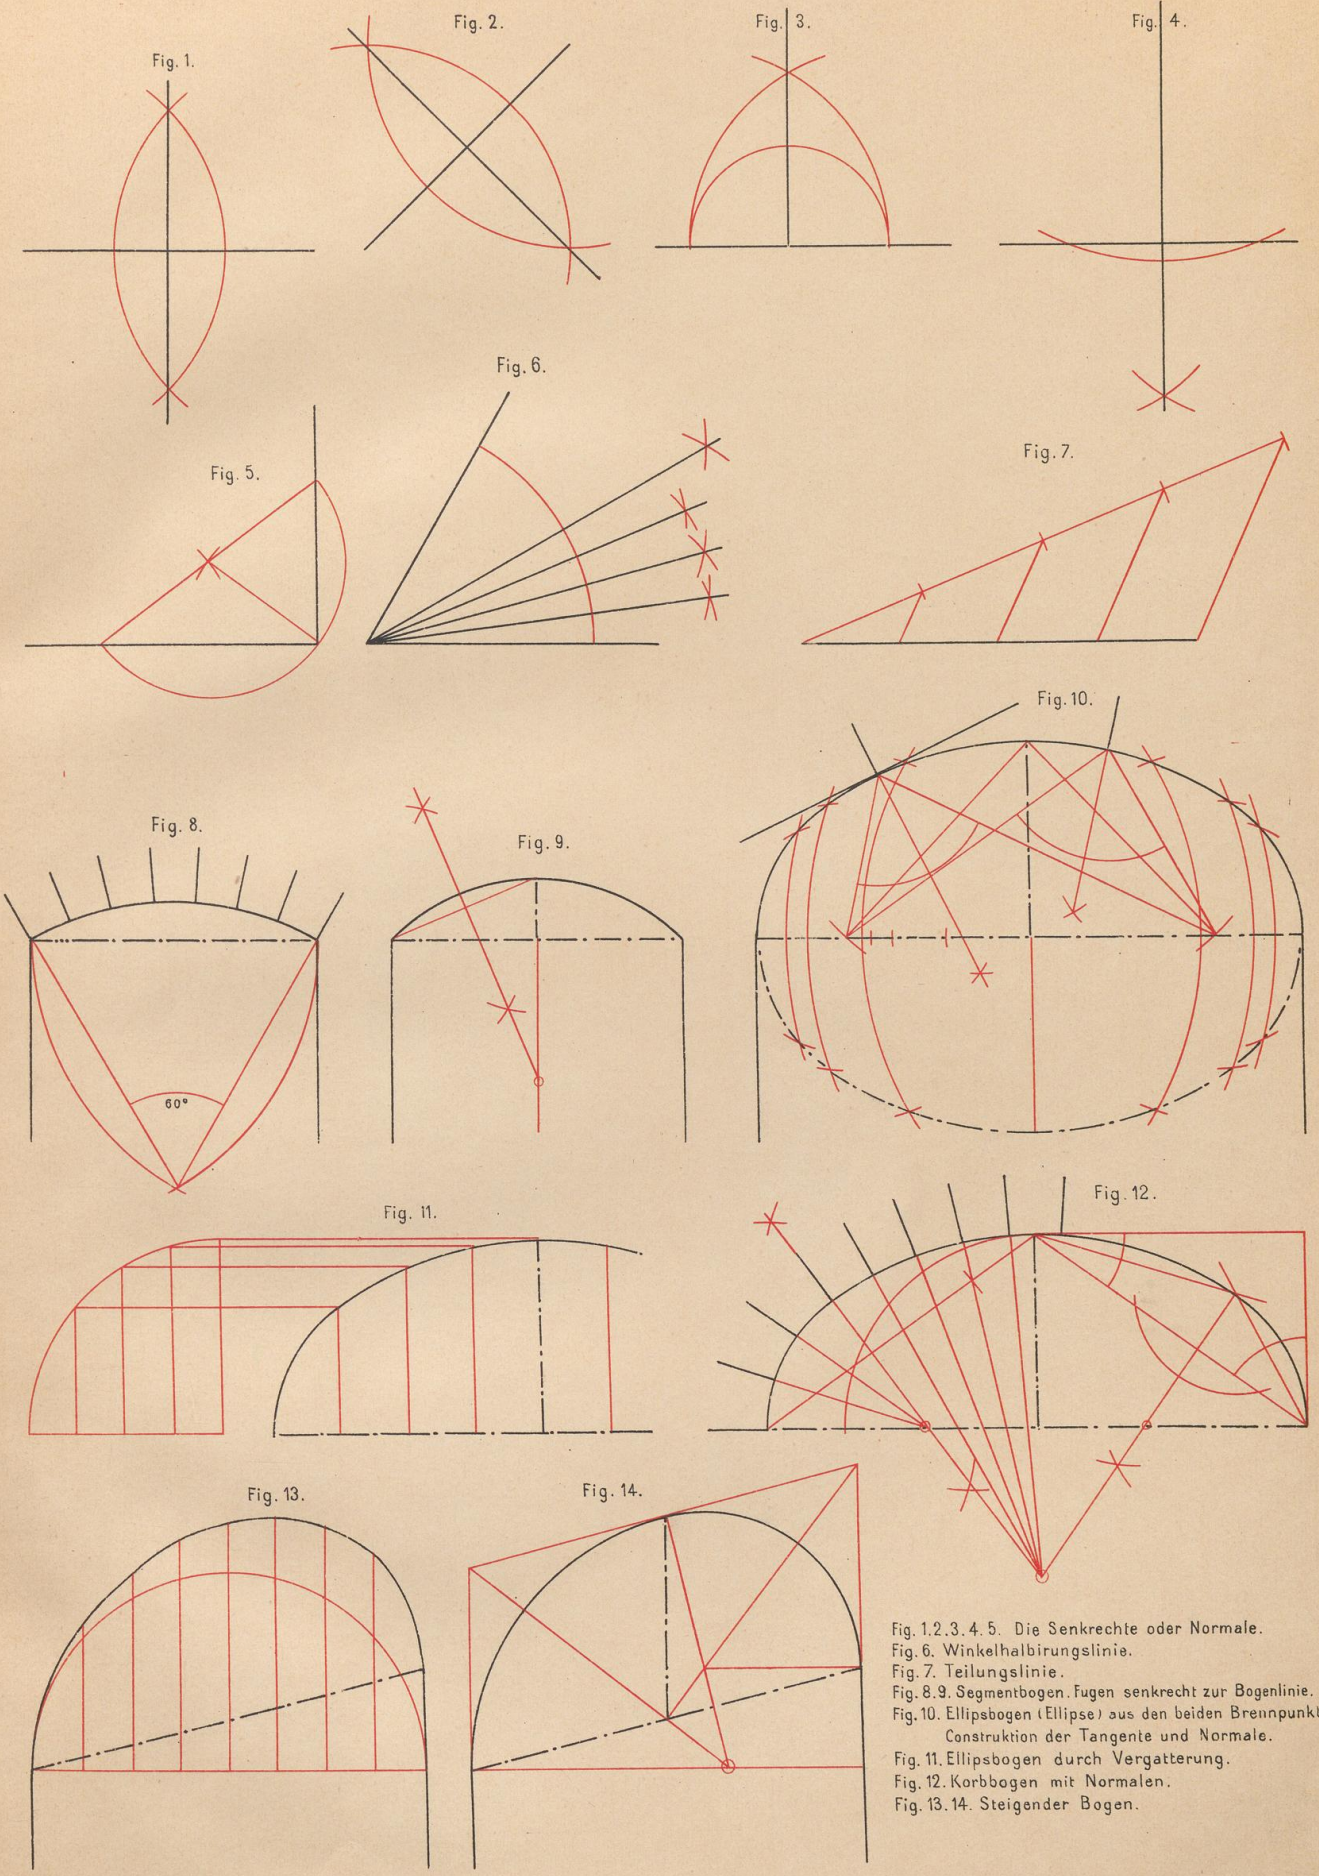 Fig. 1.
Fig. 2.
Fig. 3.
Fig. 4.
Fig. 5.
Fig. 6.
Fig. 7.
Fig. 8.
60°
Fig. 9.
Fig. 10.
Fig. 11.
Fig. 12.
Fig. 13.
Fig. 14.
Fig. 1.2.3.4.5. Die Senkrechte oder Normale.
Fig. 6. Winkelhalbirungslinie.
Fig. 7. Teilungslinie.
Fig. 8.9. Segmentbogen. Fugen senkrecht zur Bogenlinie.
Fig. 10. Ellipsbogen (Ellipse) aus den beiden Brennpunkt
Construktion der Tangente und Normale.
Fig. 11. Ellipsbogen durch Vergatterung.
Fig. 12. Korbbogen mit Normalen.
Fig. 13.14. Steigender Bogen.